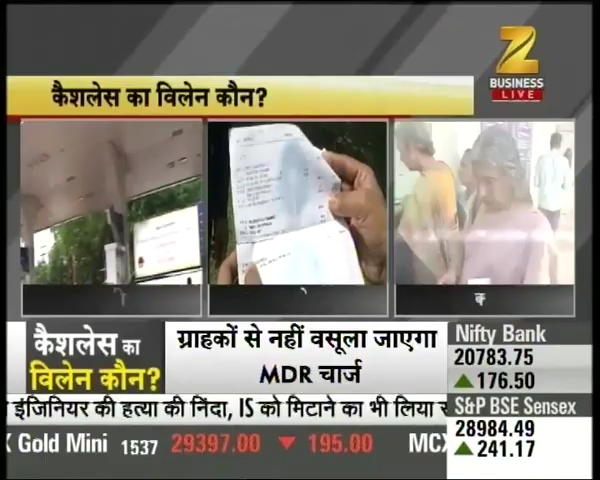 Z
BUSINESS
LIVE
कैशलेस का विलेन कौन?
कैशलेस का
विलेन कौन?
ग्राहकों से नहीं वसूला जाएगा
MDR चार्ज
Nifty Bank
20783.75
▲ 176.50
S&P BSE Sensex
28984.49
▲ 241.17
इंजिनियर की हत्या की निंदा, IS को मिटाने का भी लिया
X Gold Mini 1537 29397.00 ▼ 195.00 MC